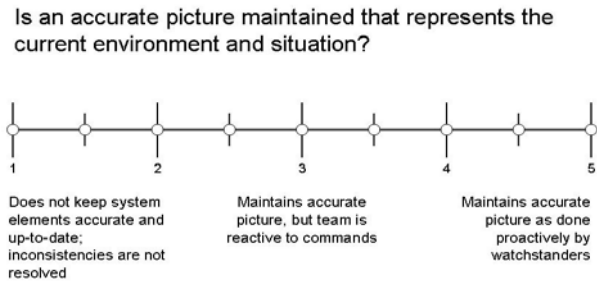 Is an accurate picture maintained that represents the
current environment and situation?
1 2 3 4 5
Does not keep system
elements accurate and
up-to-date;
inconsistencies are not
resolved
Maintains accurate
picture, but team is
reactive to commands
Maintains accurate
picture as done
proactively by
watchstanders